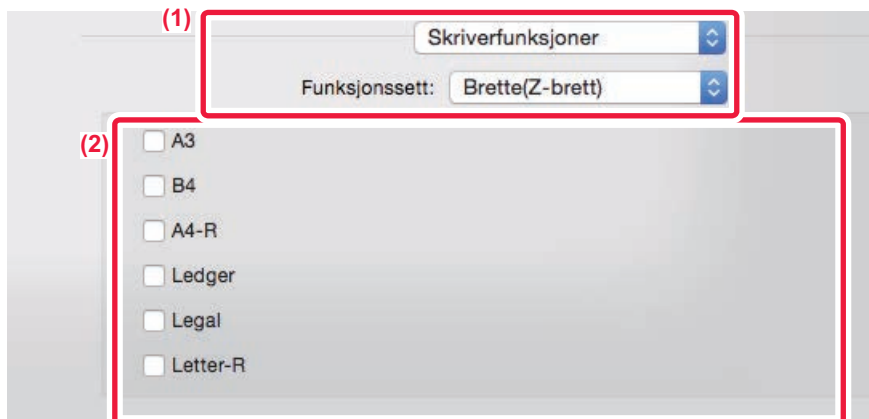 (1)
Skriverfunksjoner
Funksjonssett: Brette(Z-brett)
(2)
A3
B4
A4-R
Ledger
Legal
Letter-R